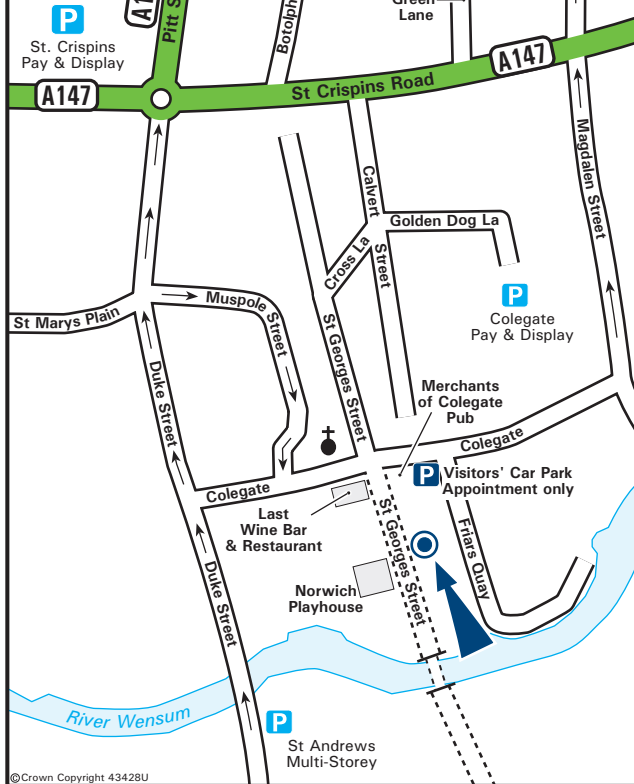 P
St. Crispins
Pay & Display
A1
Pitt S
Botolph
Green
Lane
A147
St Crispins Road
A147
Magdalen Street
Calvert
Street
Golden Dog La
Cross La
P
Colegate
Pay & Display
St Marys Plain
Muspole
Street
St Georges Street
Duke Street
Merchants
of Colegate
Pub
Colegate
Colegate
P
Visitors' Car Park
Appointment only
Last
Wine Bar
& Restaurant
St Georges Street
Friars Quay
Norwich
Playhouse
Duke Street
River Wensum
P
St Andrews
Multi-Storey
©Crown Copyright 43428U